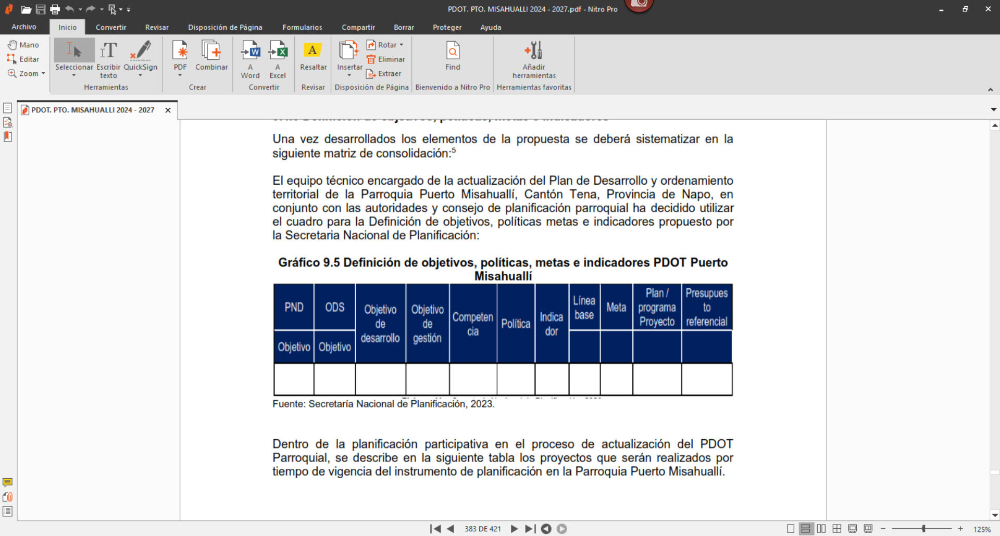 PDOT. PTO. MISAHUALLI 2024 - 2027.pdf - Nitro Pro
Archivo
Inicio
Convertir
Revisar
Disposición de Página
Formularios
Compartir
Borrar
Proteger
Ayuda
Mano
Editar
Zoom
Seleccionar
Escribir texto
QuickSign
Herramientas
PDF
Combinar
Crear
A Word
A Excel
Convertir
Resaltar
Revisar
Insertar
Rotar
Eliminar
Extraer
Disposición de Página
Find
Bienvenido a Nitro Pro
Añadir herramientas
Herramientas favoritas
PDOT. PTO. MISAHUALLI 2024 - 2027
Una vez desarrollados los elementos de la propuesta se deberá sistematizar en la
siguiente matriz de consolidación:5
El equipo técnico encargado de la actualización del Plan de Desarrollo y ordenamiento
territorial de la Parroquia Puerto Misahuallí, Cantón Tena, Provincia de Napo, en
conjunto con las autoridades y consejo de planificación parroquial ha decidido utilizar
el cuadro para la Definición de objetivos, políticas metas e indicadores propuesto por
la Secretaria Nacional de Planificación:
Gráfico 9.5 Definición de objetivos, políticas, metas e indicadores PDOT Puerto
Misahuallí
PND
Objetivo
ODS
Objetivo
Objetivo
de
desarrollo
Objetivo
de
gestión
Competen
cia
Política
Indica
dor
Línea
base
Meta
Plan /
programa
Proyecto
Presupues
to
referencial
Fuente: Secretaría Nacional de Planificación, 2023.
Dentro de la planificación participativa en el proceso de actualización del PDOT
Parroquial, se describe en la siguiente tabla los proyectos que serán realizados por
tiempo de vigencia del instrumento de planificación en la Parroquia Puerto Misahuallí.
383 DE 421
125%